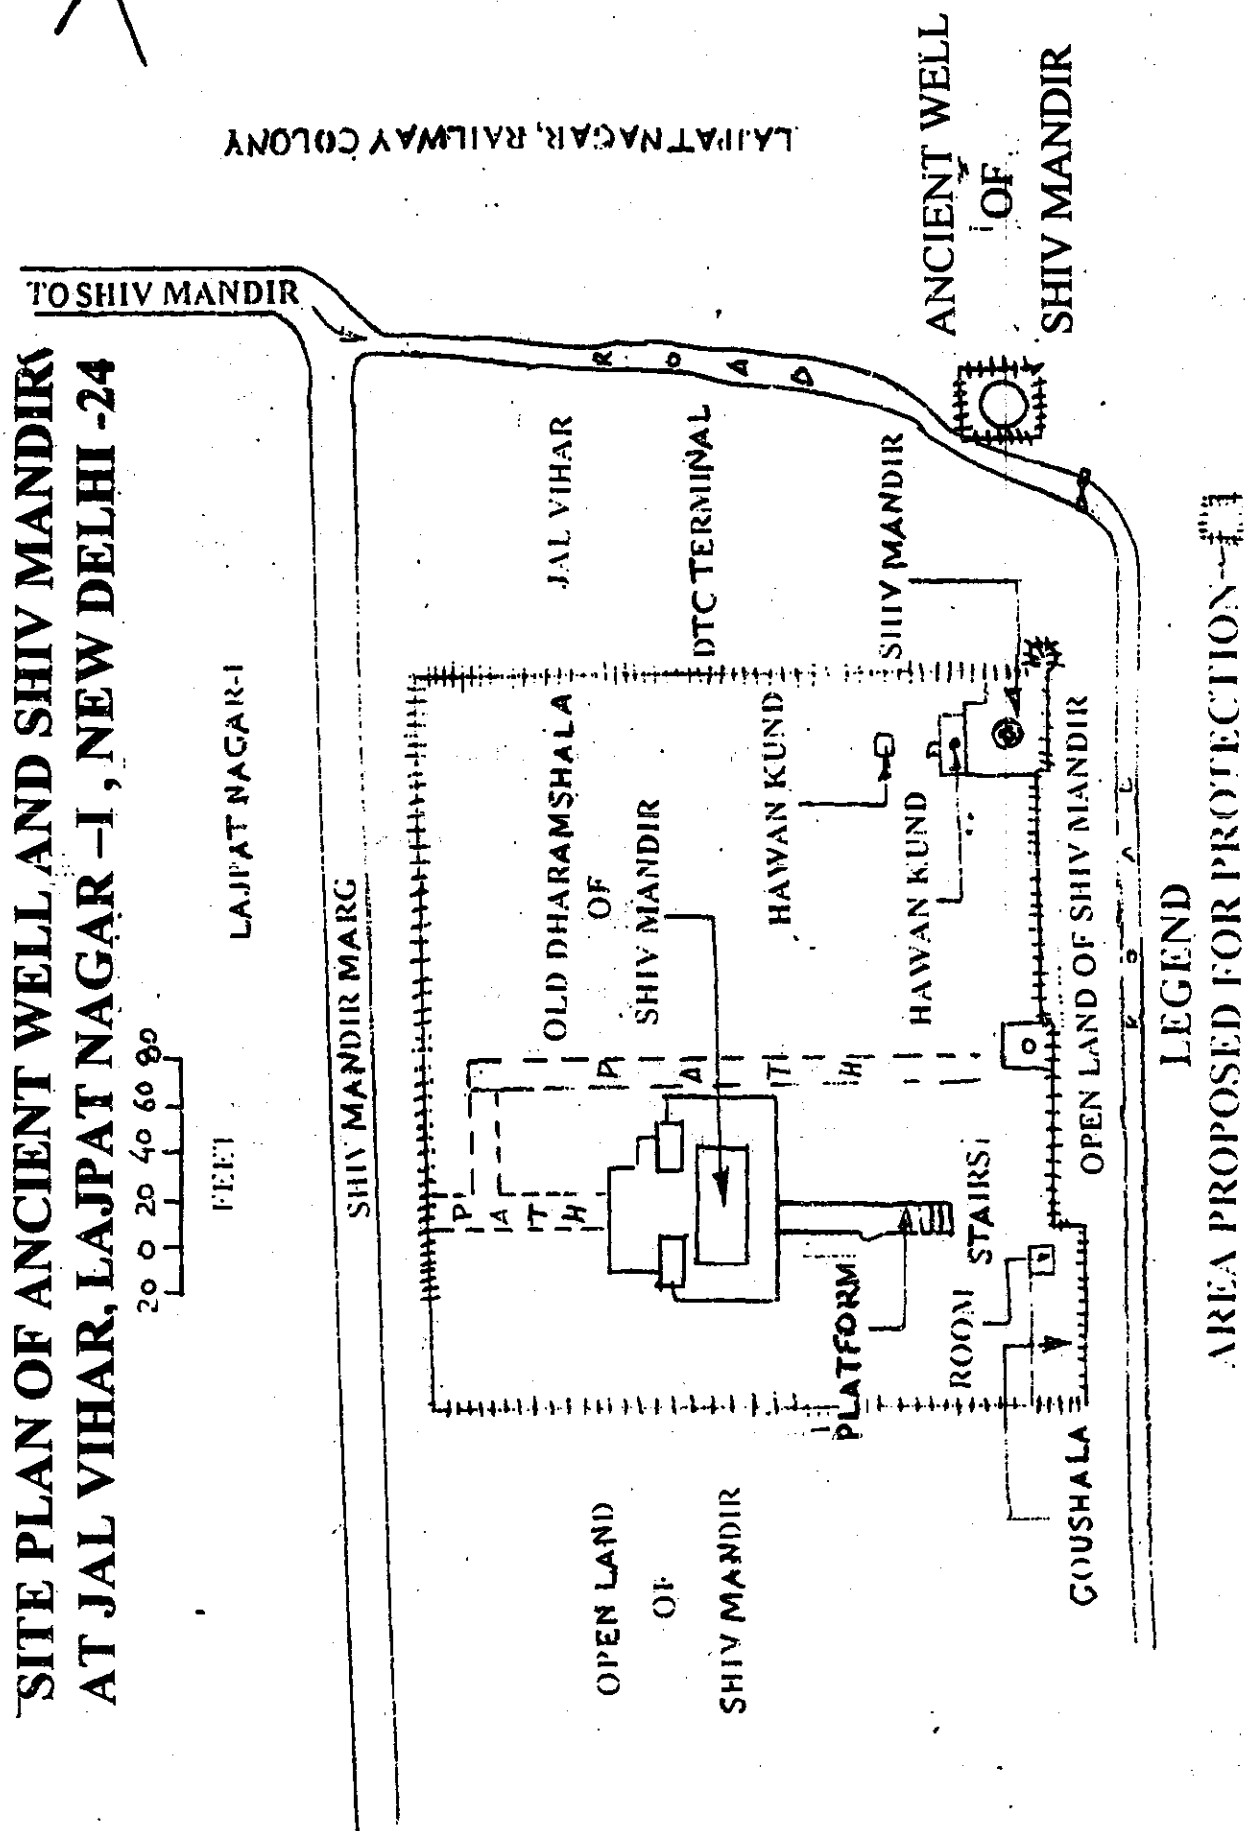 SITE PLAN OF ANCIENT WELL AND SHIV MANDIR
AT JAL VIHAR, LAJPAT NAGAR –I , NEW DELHI -24
20 0 20 40 60 80
FEET
LAJPAT NAGAR-I
TO SHIV MANDIR
SHIV MANDIR MARG
LAJPAT NAGAR, RAILWAY COLONY
ROAD
JAL VIHAR
DTC TERMINAL
SHIV MANDIR
ANCIENT WELL
OF
SHIV MANDIR
PATH
PATH
OLD DHARAMSHALA
OF
SHIV MANDIR
HAWAN KUND
HAWAN KUND
OPEN LAND
OF
SHIV MANDIR
PLATFORM
STAIRS
ROOM
GOUSHALA
OPEN LAND OF SHIV MANDIR
LEGEND
AREA PROPOSED FOR PROTECTION